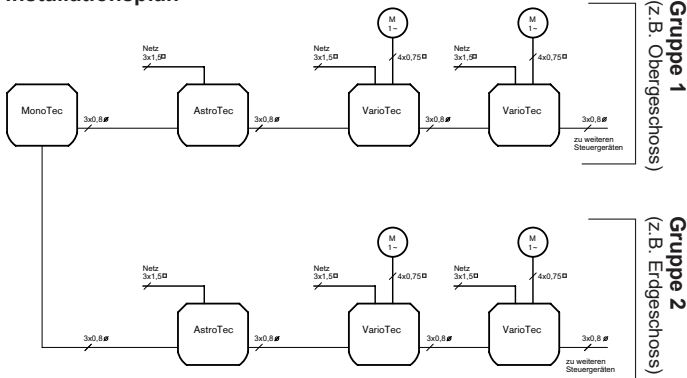 Installationsplan
Gruppe 1
(z.B. Obergeschoss)
M
1~
M
1~
Netz
3x1,5
Netz
3x1,5
4x0,75
Netz
3x1,5
4x0,75
MonoTec
AstroTec
VarioTec
VarioTec
3x0,8 ø
3x0,8 ø
3x0,8 ø
3x0,8 ø
zu weiteren
Steuergeräten
Gruppe 2
(z.B. Erdgeschoss)
M
1~
M
1~
Netz
3x1,5
Netz
3x1,5
4x0,75
Netz
3x1,5
4x0,75
AstroTec
VarioTec
VarioTec
3x0,8 ø
3x0,8 ø
3x0,8 ø
3x0,8 ø
zu weiteren
Steuergeräten